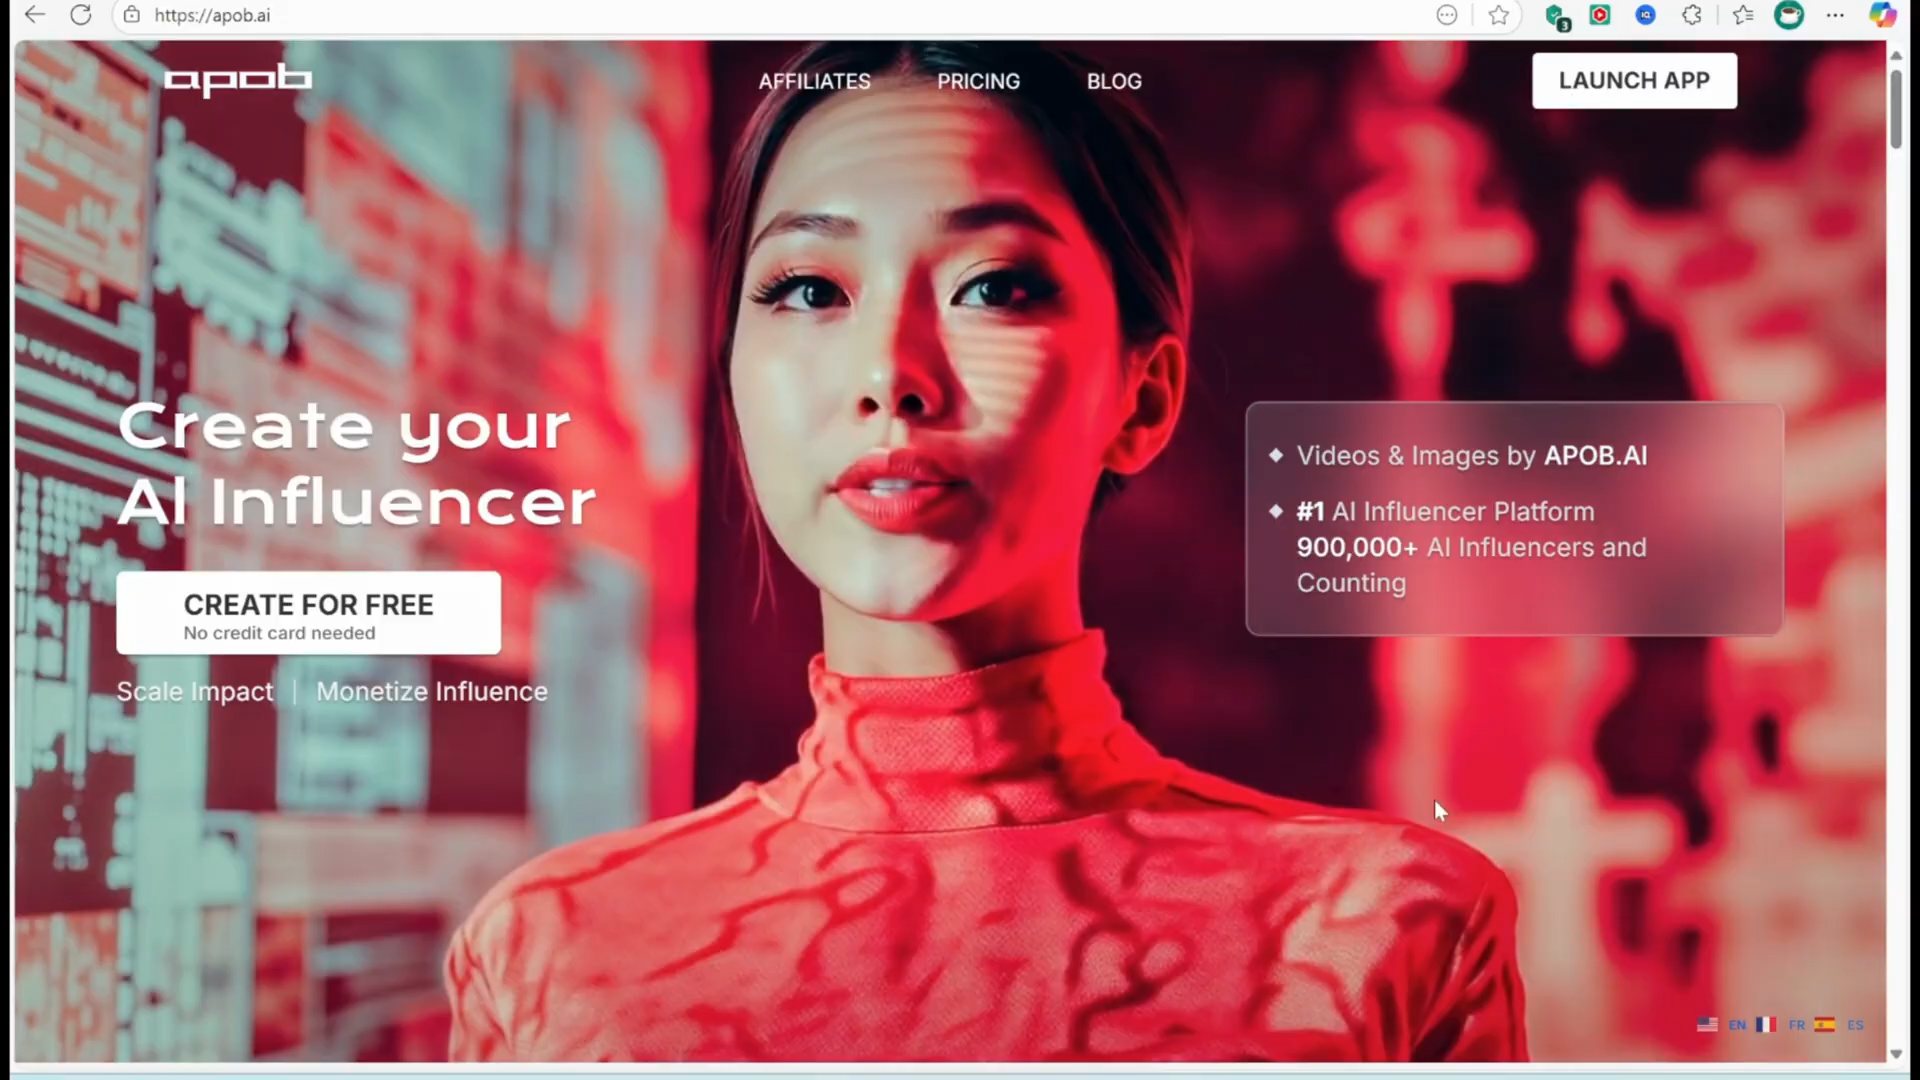 https://apob.ai
3
apob
AFFILIATES
PRICING
BLOG
LAUNCH APP
Create your
AI Influencer
CREATE FOR FREE
No credit card needed
Scale Impact | Monetize Influence
Videos & Images by APOB.AI
#1 AI Influencer Platform
900,000+ AI Influencers and
Counting
EN FR ES